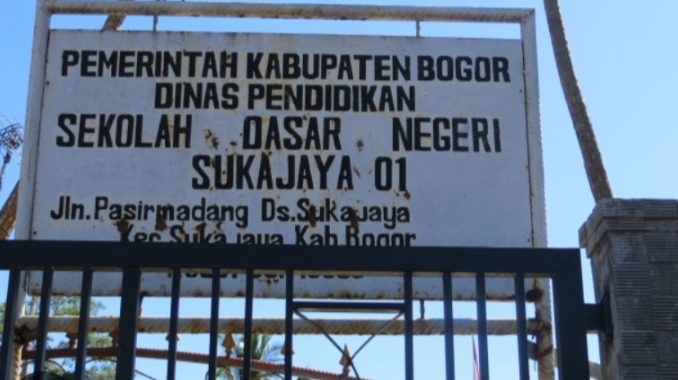 PEMERINTAH KABUPATEN BOGOR
DINAS PENDIDIKAN
SEKOLAH DASAR NEGERI
SUKAJAYA 01
Jln.Pasirmadang Ds.Sukajaya
Kec.Sukajaya Kab.Bogor